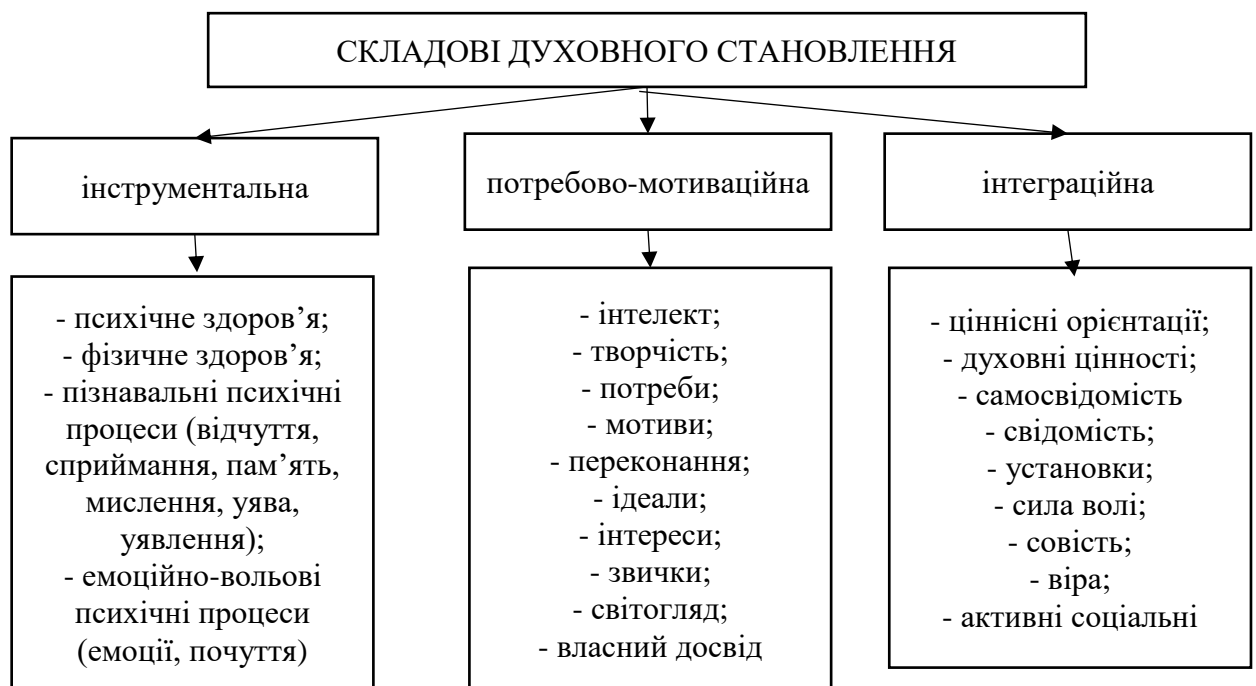 СКЛАДОВІ ДУХОВНОГО СТАНОВЛЕННЯ
інструментальна
потребово-мотиваційна
інтеграційна
- психічне здоров’я;
- фізичне здоров’я;
- пізнавальні психічні
процеси (відчуття,
сприймання, пам’ять,
мислення, уява,
уявлення);
- емоційно-вольові
психічні процеси
(емоції, почуття)
- інтелект;
- творчість;
- потреби;
- мотиви;
- переконання;
- ідеали;
- інтереси;
- звички;
- світогляд;
- власний досвід
- ціннісні орієнтації;
- духовні цінності;
- самосвідомість
- свідомість;
- установки;
- сила волі;
- совість;
- віра;
- активні соціальні